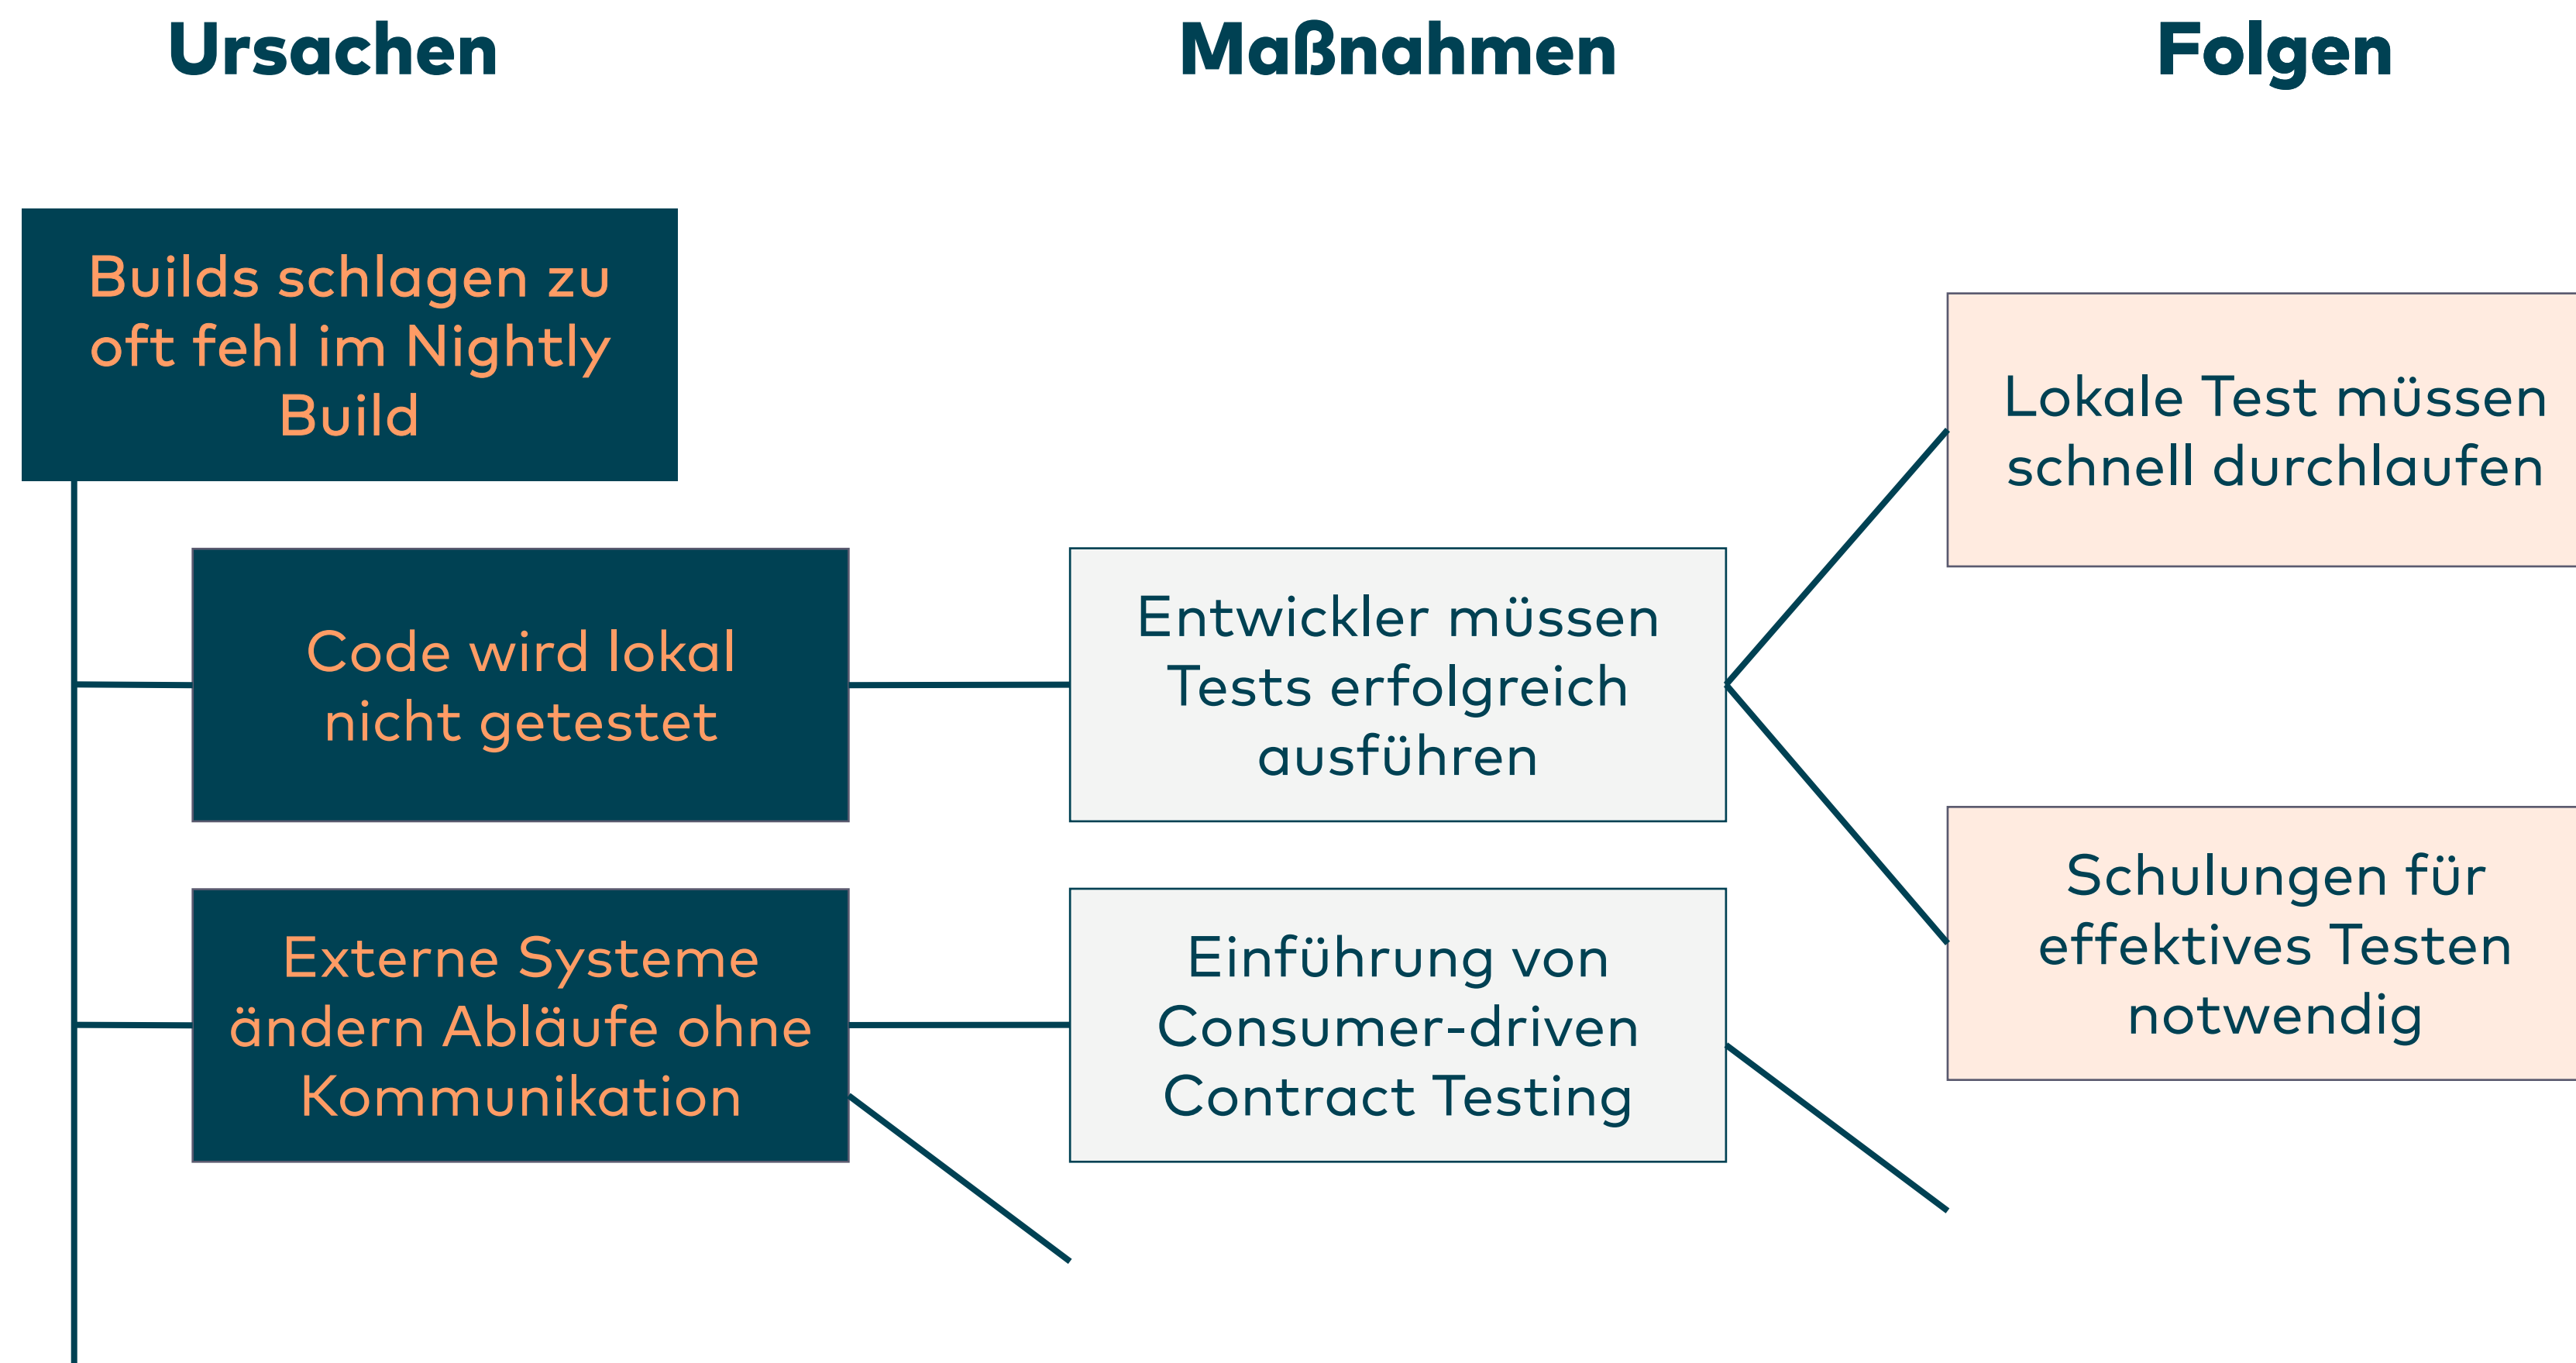 Ursachen
Maßnahmen
Folgen
Builds schlagen zu
oft fehl im Nightly
Build
Lokale Test müssen
schnell durchlaufen
Code wird lokal
nicht getestet
Entwickler müssen
Tests erfolgreich
ausführen
Schulungen für
effektives Testen
notwendig
Externe Systeme
ändern Abläufe ohne
Kommunikation
Einführung von
Consumer-driven
Contract Testing